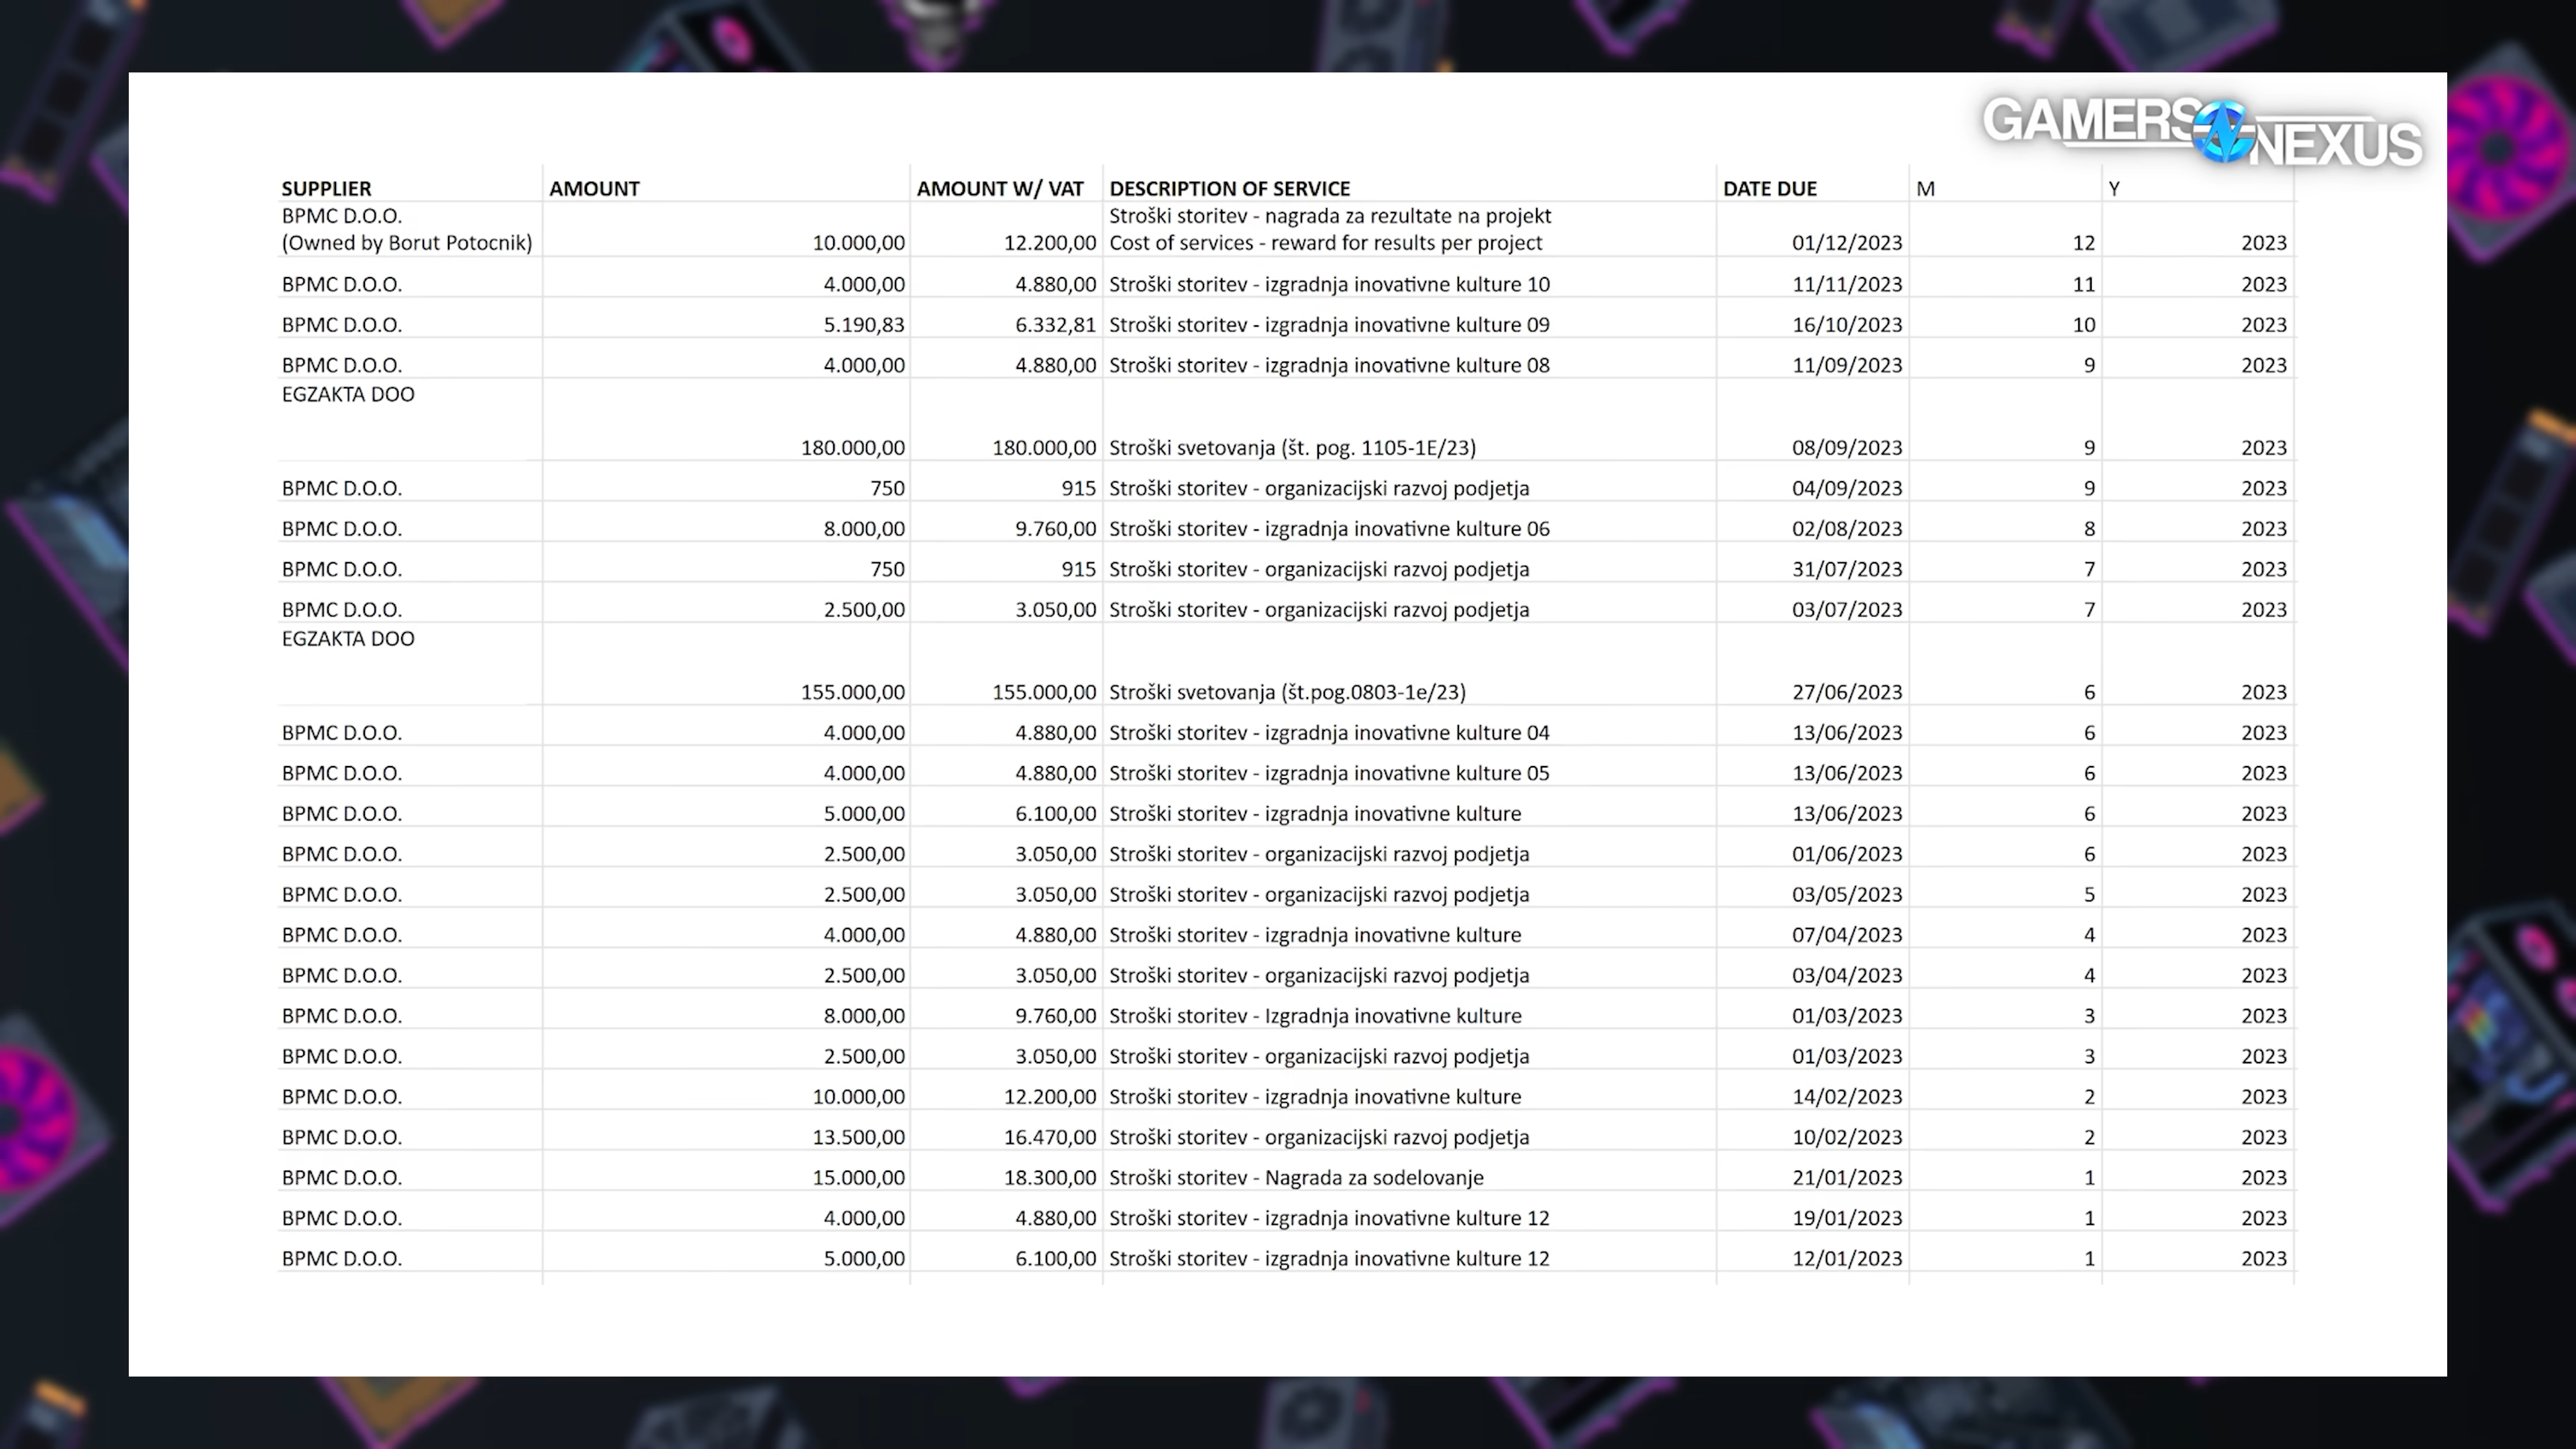 GAMERS NEXUS
SUPPLIER AMOUNT AMOUNT W/ VAT DESCRIPTION OF SERVICE DATE DUE M Y
BPMC D.O.O. Stroški storitev - nagrada za rezultate na projekt
(Owned by Borut Potocnik) 10.000,00 12.200,00 Cost of services - reward for results per project 01/12/2023 12 2023
BPMC D.O.O. 4.000,00 4.880,00 Stroški storitev - izgradnja inovativne kulture 10 11/11/2023 11 2023
BPMC D.O.O. 5.190,83 6.332,81 Stroški storitev - izgradnja inovativne kulture 09 16/10/2023 10 2023
BPMC D.O.O. 4.000,00 4.880,00 Stroški storitev - izgradnja inovativne kulture 08 11/09/2023 9 2023
EGZAKTA DOO
180.000,00 180.000,00 Stroški svetovanja (št. pog. 1105-1E/23) 08/09/2023 9 2023
BPMC D.O.O. 750 915 Stroški storitev - organizacijski razvoj podjetja 04/09/2023 9 2023
BPMC D.O.O. 8.000,00 9.760,00 Stroški storitev - izgradnja inovativne kulture 06 02/08/2023 8 2023
BPMC D.O.O. 750 915 Stroški storitev - organizacijski razvoj podjetja 31/07/2023 7 2023
BPMC D.O.O. 2.500,00 3.050,00 Stroški storitev - organizacijski razvoj podjetja 03/07/2023 7 2023
EGZAKTA DOO
155.000,00 155.000,00 Stroški svetovanja (št.pog.0803-1e/23) 27/06/2023 6 2023
BPMC D.O.O. 4.000,00 4.880,00 Stroški storitev - izgradnja inovativne kulture 04 13/06/2023 6 2023
BPMC D.O.O. 4.000,00 4.880,00 Stroški storitev - izgradnja inovativne kulture 05 13/06/2023 6 2023
BPMC D.O.O. 5.000,00 6.100,00 Stroški storitev - izgradnja inovativne kulture 13/06/2023 6 2023
BPMC D.O.O. 2.500,00 3.050,00 Stroški storitev - organizacijski razvoj podjetja 01/06/2023 6 2023
BPMC D.O.O. 2.500,00 3.050,00 Stroški storitev - organizacijski razvoj podjetja 03/05/2023 5 2023
BPMC D.O.O. 4.000,00 4.880,00 Stroški storitev - izgradnja inovativne kulture 07/04/2023 4 2023
BPMC D.O.O. 2.500,00 3.050,00 Stroški storitev - organizacijski razvoj podjetja 03/04/2023 4 2023
BPMC D.O.O. 8.000,00 9.760,00 Stroški storitev - Izgradnja inovativne kulture 01/03/2023 3 2023
BPMC D.O.O. 2.500,00 3.050,00 Stroški storitev - organizacijski razvoj podjetja 01/03/2023 3 2023
BPMC D.O.O. 10.000,00 12.200,00 Stroški storitev - izgradnja inovativne kulture 14/02/2023 2 2023
BPMC D.O.O. 13.500,00 16.470,00 Stroški storitev - organizacijski razvoj podjetja 10/02/2023 2 2023
BPMC D.O.O. 15.000,00 18.300,00 Stroški storitev - Nagrada za sodelovanje 21/01/2023 1 2023
BPMC D.O.O. 4.000,00 4.880,00 Stroški storitev - izgradnja inovativne kulture 12 19/01/2023 1 2023
BPMC D.O.O. 5.000,00 6.100,00 Stroški storitev - izgradnja inovativne kulture 12 12/01/2023 1 2023